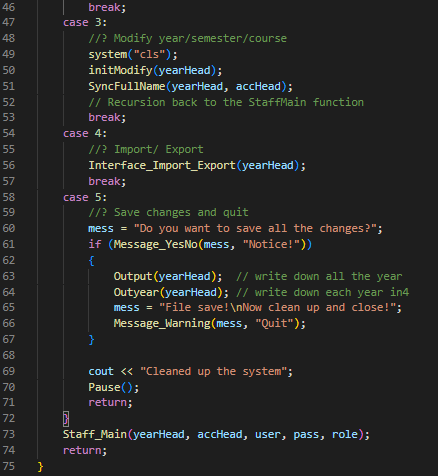 46 break;
47 case 3:
48 //? Modify year/semester/course
49 system("cls");
50 initModify(yearHead);
51 SyncFullName(yearHead, accHead);
52 // Recursion back to the StaffMain function
53 break;
54 case 4:
55 //? Import/ Export
56 Interface_Import_Export(yearHead);
57 break;
58 case 5:
59 //? Save changes and quit
60 mess = "Do you want to save all the changes?";
61 if (Message_YesNo(mess, "Notice!"))
62 {
63 Output(yearHead);  // write down all the year
64 Outyear(yearHead); // write down each year in4
65 mess = "File save!\nNow clean up and close!";
66 Message_Warning(mess, "Quit");
67 }
68
69 cout << "Cleaned up the system";
70 Pause();
71 return;
72 }
73 Staff_Main(yearHead, accHead, user, pass, role);
74 return;
75 }